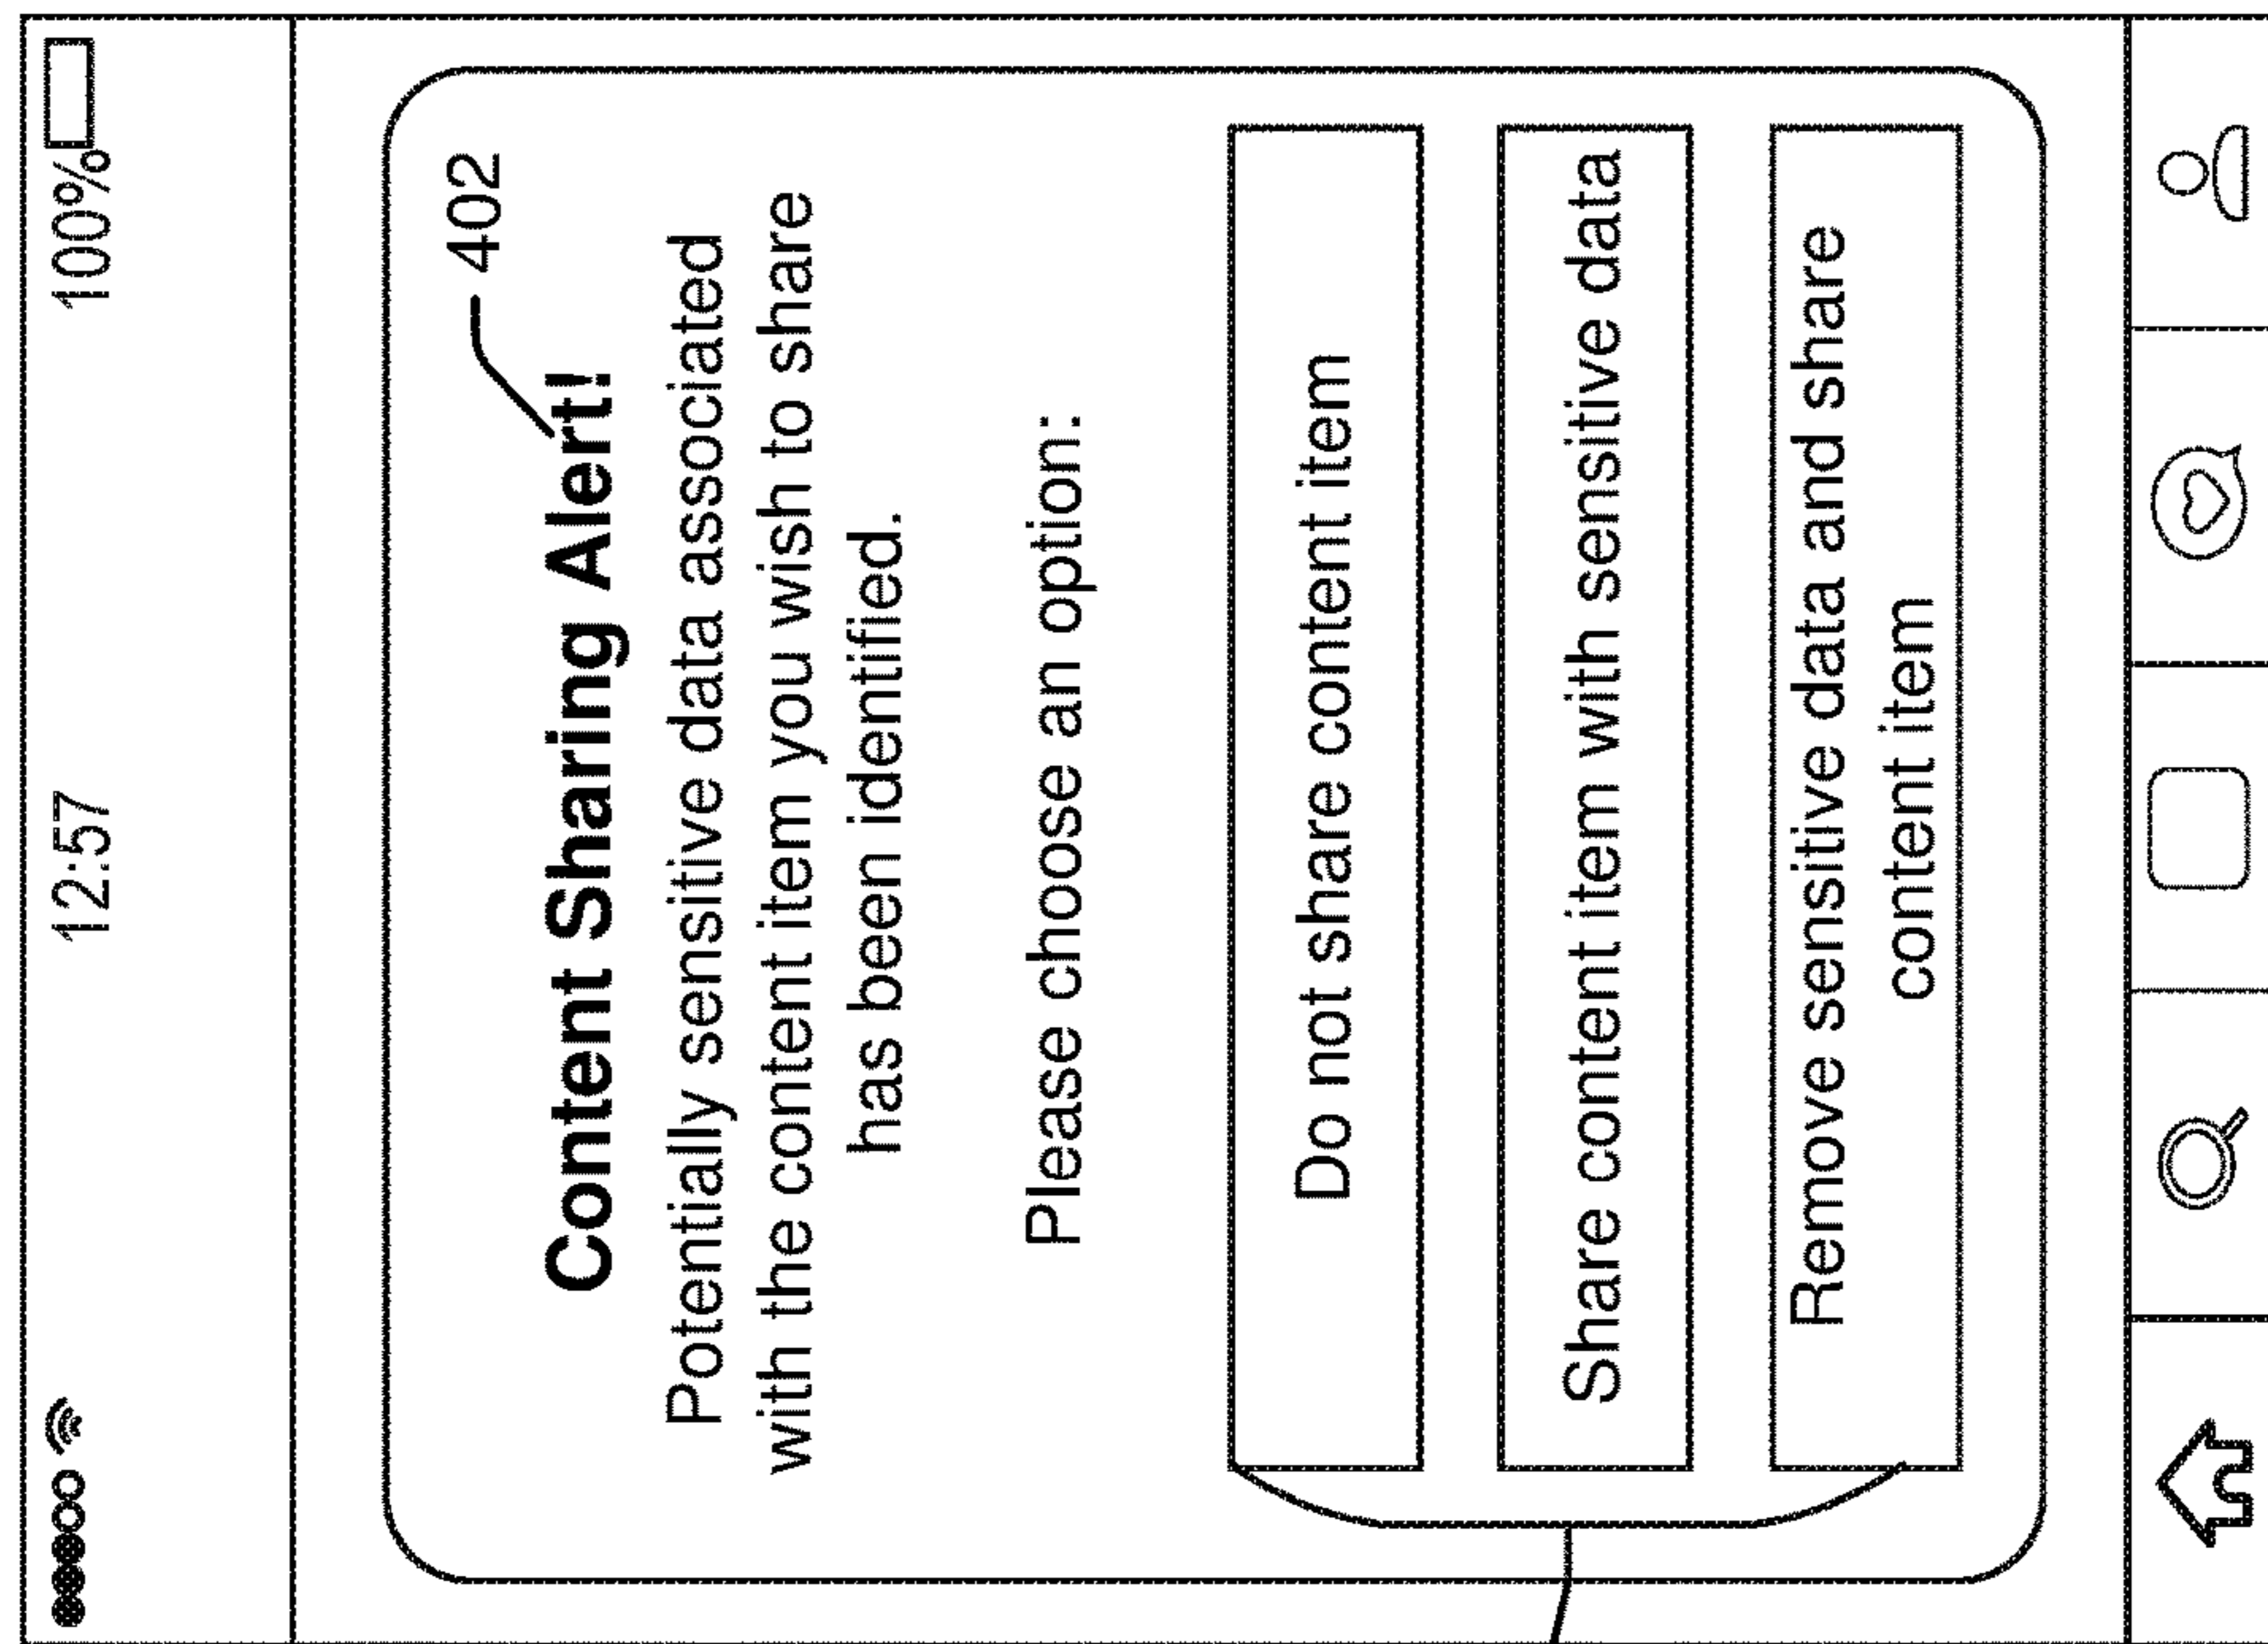 12:57
100%
402
Content Sharing Alert!
Potentially sensitive data associated
with the content item you wish to share
has been identified.
Please choose an option:
Do not share content item
Share content item with sensitive data
Remove sensitive data and share
content item